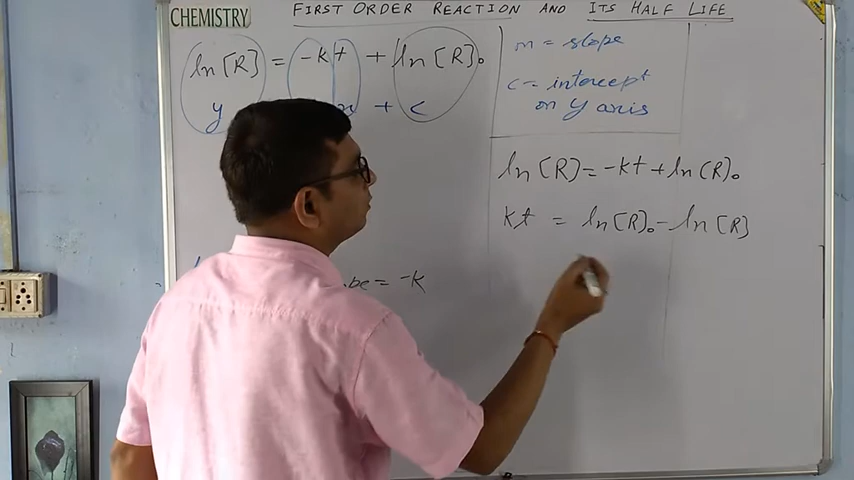 CHEMISTRY
FIRST ORDER REACTION AND ITS HALF LIFE
ln [R] = -kt + ln [R]₀
y x + c
m = slope
c = intercept
on y axis
ln [R] = -kt + ln [R]₀
kt = ln [R]₀ - ln [R]
= -k